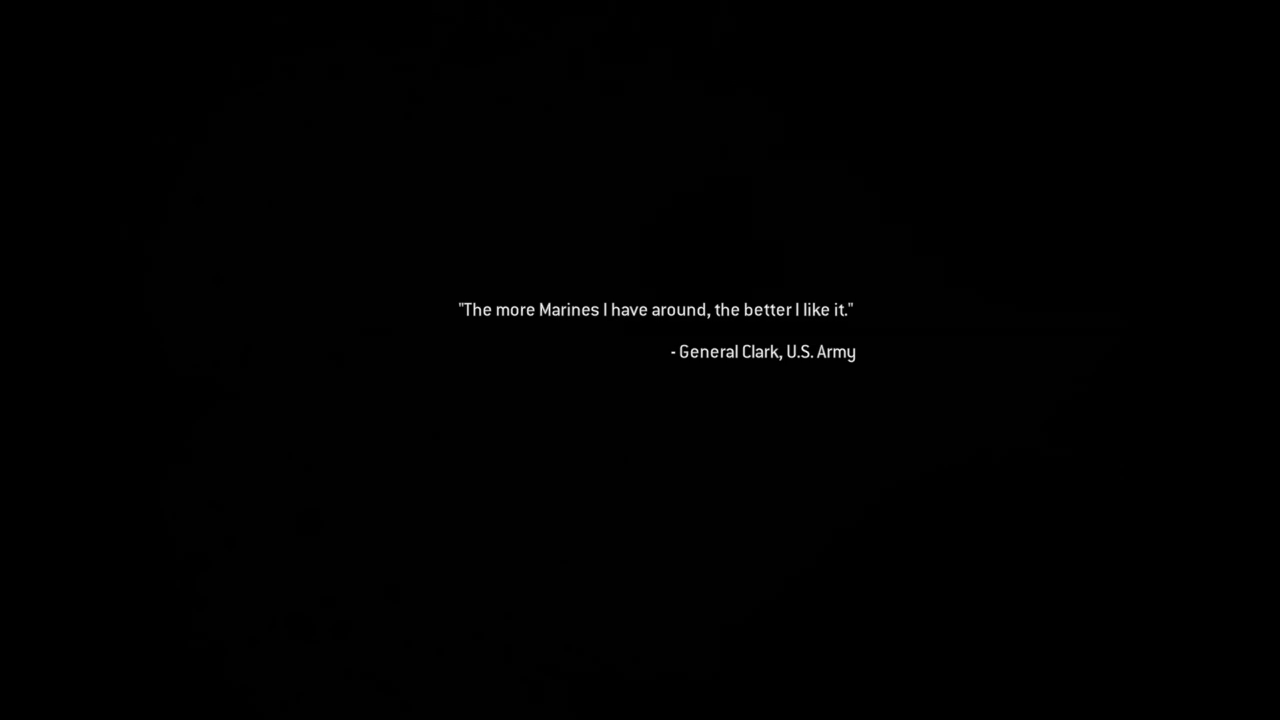 "The more Marines I have around, the better I like it."
- General Clark, U.S. Army